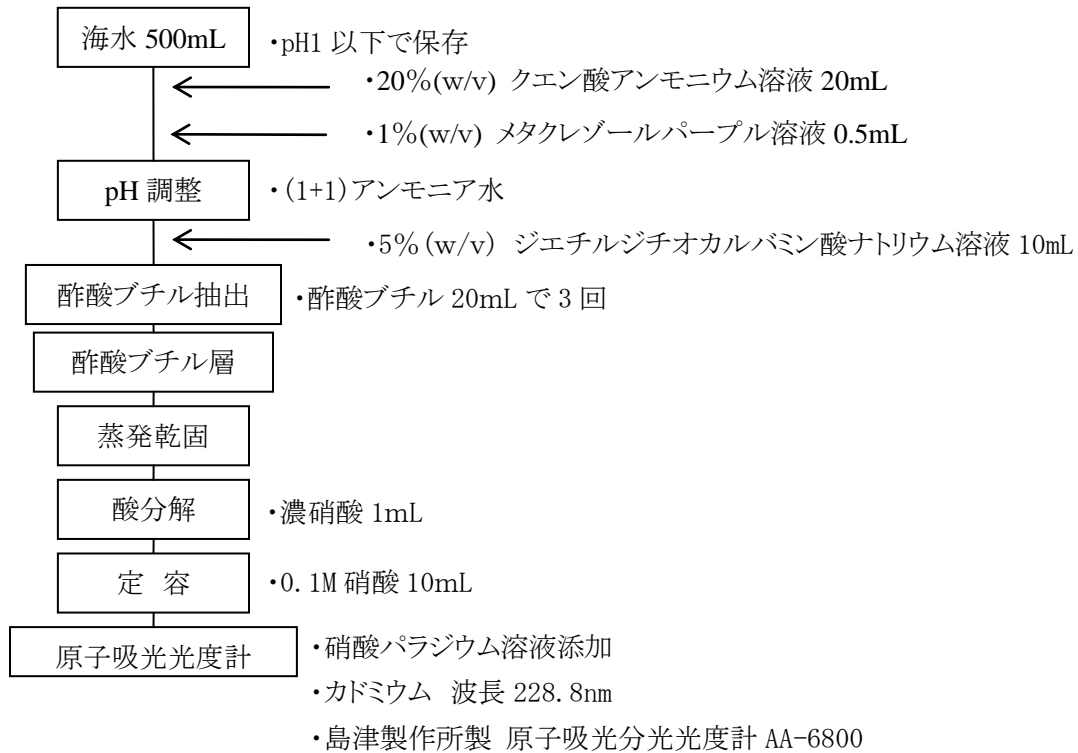 海水 500mL ・pH1 以下で保存
・20%(w/v) クエン酸アンモニウム溶液 20mL
・1%(w/v) メタクレゾールパープル溶液 0.5mL
pH 調整 ・(1+1)アンモニア水
・5%(w/v) ジエチルジチオカルバミン酸ナトリウム溶液 10mL
酢酸ブチル抽出 ・酢酸ブチル 20mL で 3 回
酢酸ブチル層
蒸発乾固
酸分解 ・濃硝酸 1mL
定 容 ・0.1M 硝酸 10mL
原子吸光光度計 ・硝酸パラジウム溶液添加
・カドミウム 波長 228.8nm
・島津製作所製 原子吸光分光光度計 AA-6800